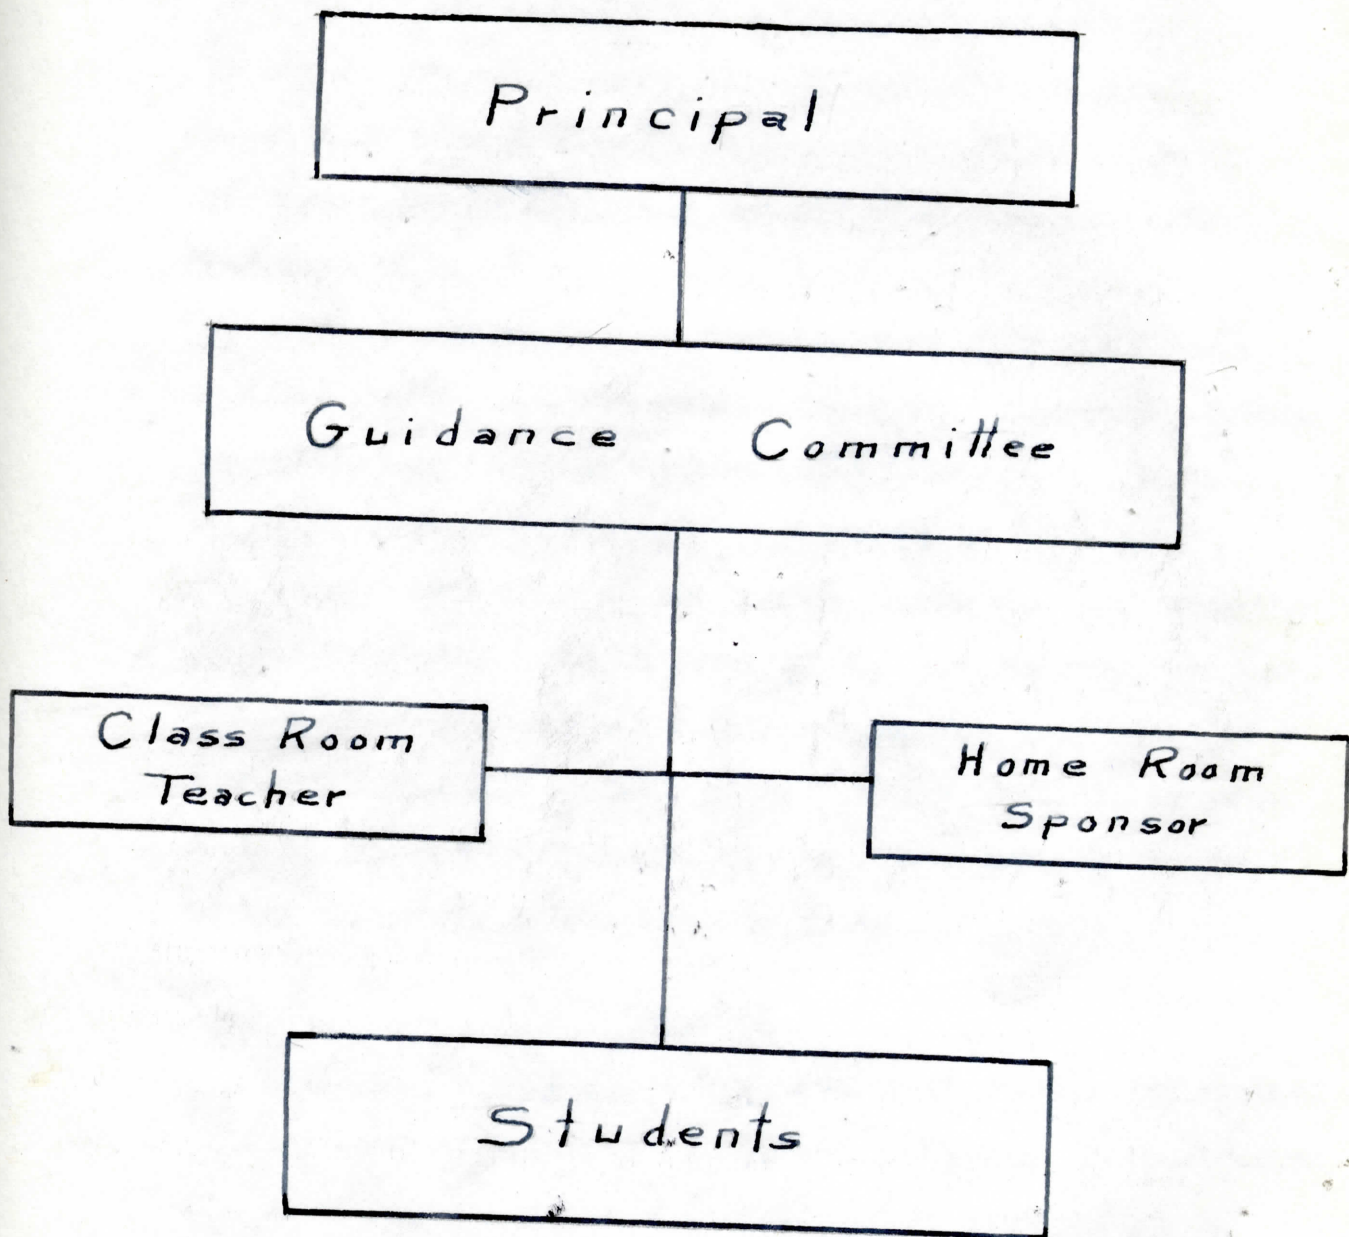 Principal
Guidance Committee
Class Room
Teacher
Home Room
Sponsor
Students